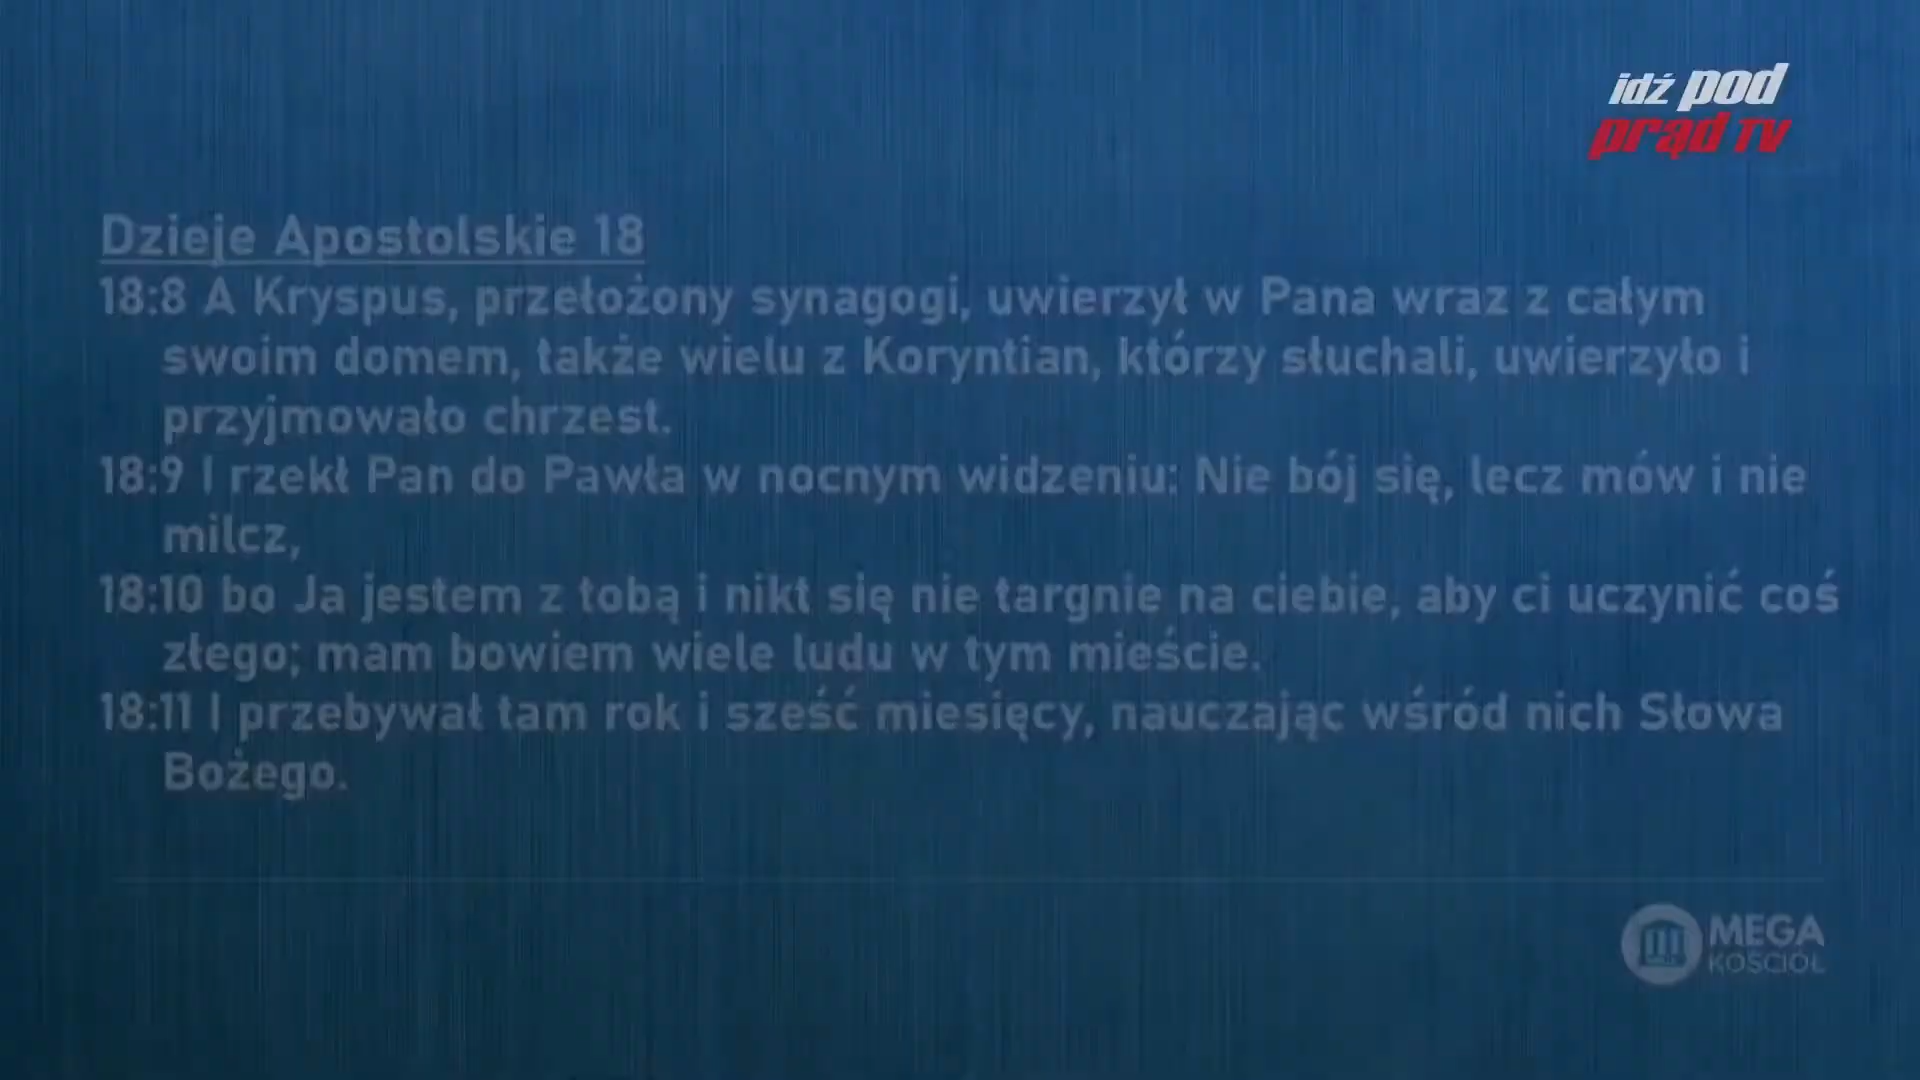 idź pod
prąd TV
Dzieje Apostolskie 18
18:8 A Kryspus, przełożony synagogi, uwierzył w Pana wraz z całym
swoim domem, także wielu z Koryntian, którzy słuchali, uwierzyło i
przyjmowało chrzest.
18:9 I rzekł Pan do Pawła w nocnym widzeniu: Nie bój się, lecz mów i nie
milcz,
18:10 bo Ja jestem z tobą i nikt się nie targnie na ciebie, aby ci uczynić coś
złego; mam bowiem wiele ludu w tym mieście.
18:11 I przebywał tam rok i sześć miesięcy, nauczając wśród nich Słowa
Bożego.
MEGA
KOŚCIÓŁ